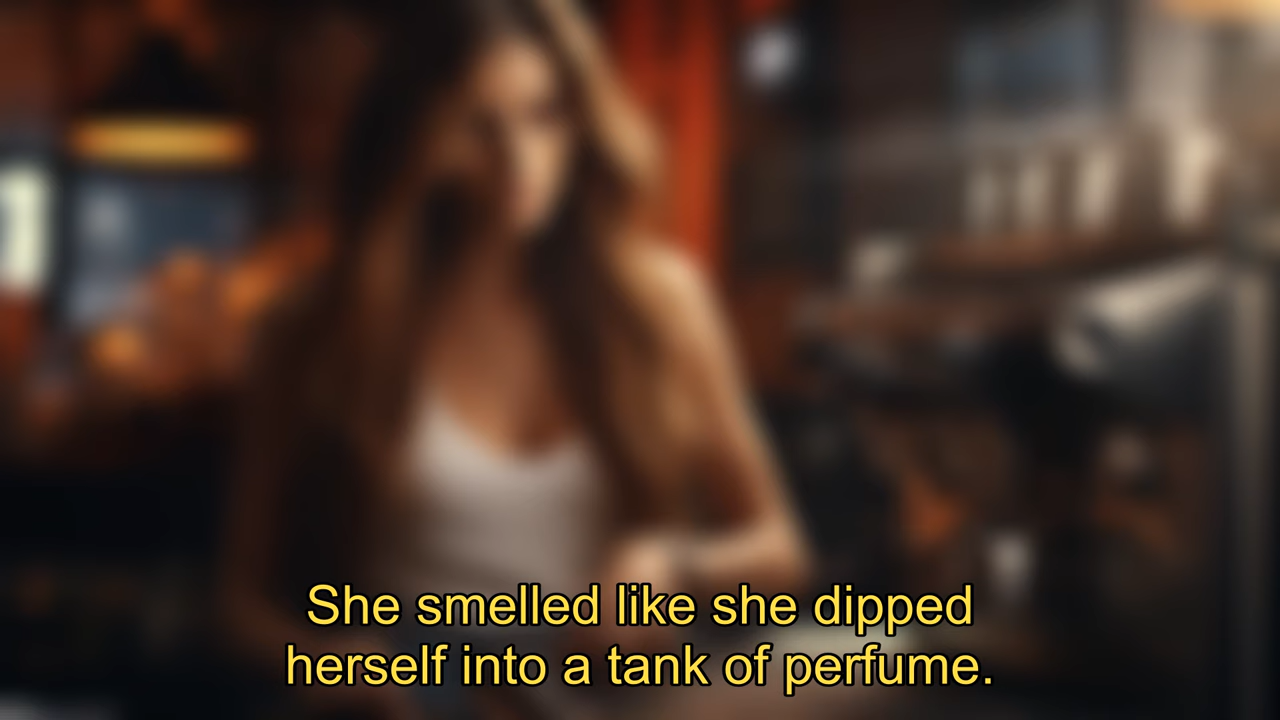 She smelled like she dipped
herself into a tank of perfume.